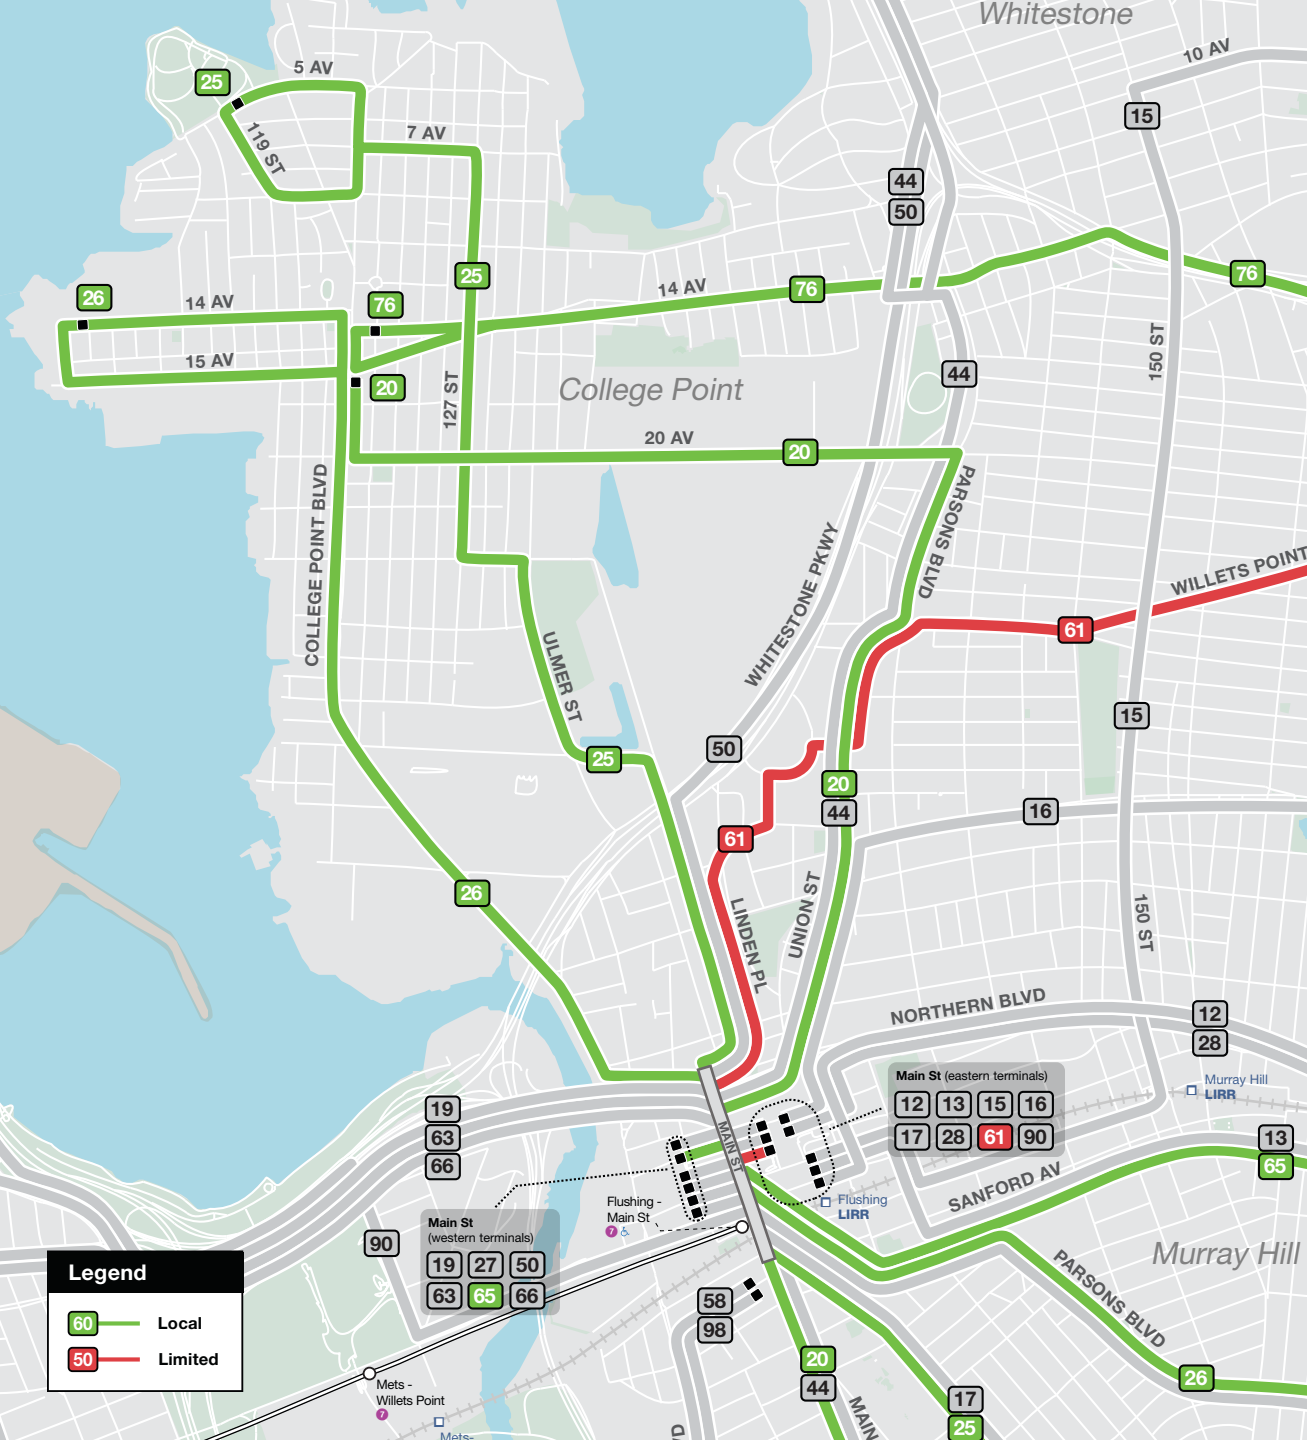 Whitestone
10 AV
5 AV
25
15
119 ST
7 AV
44
50
25
76
26
14 AV
76
14 AV
76
15 AV
20
127 ST
College Point
44
150 ST
20 AV
20
COLLEGE POINT BLVD
PARSONS BLVD
WHITESTONE PKWY
WILLETS POINT
61
ULMER ST
15
50
25
20
44
16
61
26
UNION ST
LINDEN PL
150 ST
NORTHERN BLVD
12
28
Main St (eastern terminals)
12 13 15 16
17 28 61 90
Murray Hill
LIRR
19
63
66
MAIN ST
13
65
SANFORD AV
Flushing -
Main St
7
Flushing
LIRR
Main St
(western terminals)
19 27 50
63 65 66
90
Murray Hill
PARSONS BLVD
Legend
60 Local
50 Limited
58
98
20
44
26
Mets -
Willets Point
7
Mets-
17
25
MAIN
VD